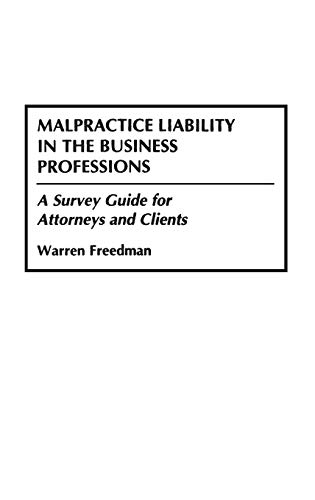 MALPRACTICE LIABILITY
IN THE BUSINESS
PROFESSIONS
A Survey Guide for
Attorneys and Clients
Warren Freedman